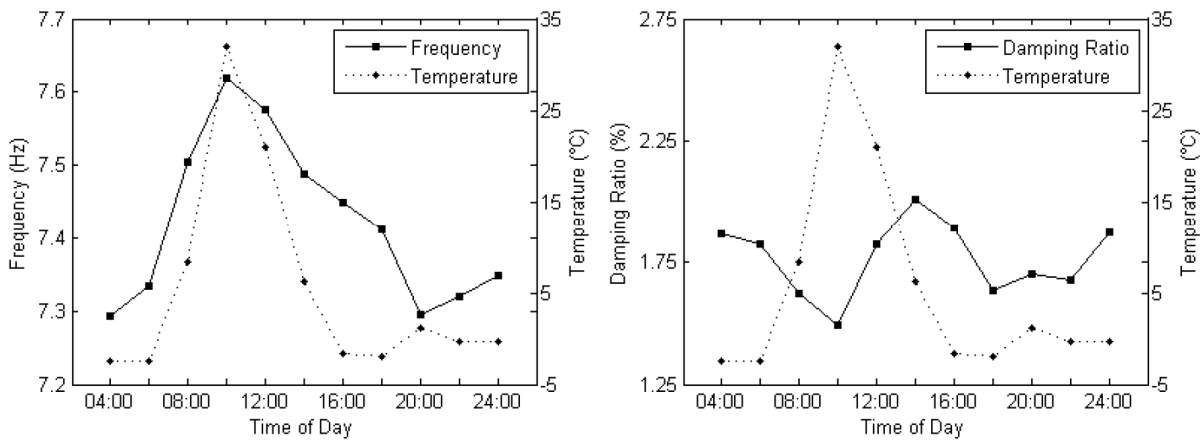 7.7
7.6
7.5
7.4
7.3
7.2
Frequency (Hz)
35
25
15
5
-5
Temperature (°C)
Frequency
Temperature
04:00 08:00 12:00 16:00 20:00 24:00
Time of Day
2.75
2.25
1.75
1.25
Damping Ratio (%)
35
25
15
5
-5
Temperature (°C)
Damping Ratio
Temperature
04:00 08:00 12:00 16:00 20:00 24:00
Time of Day